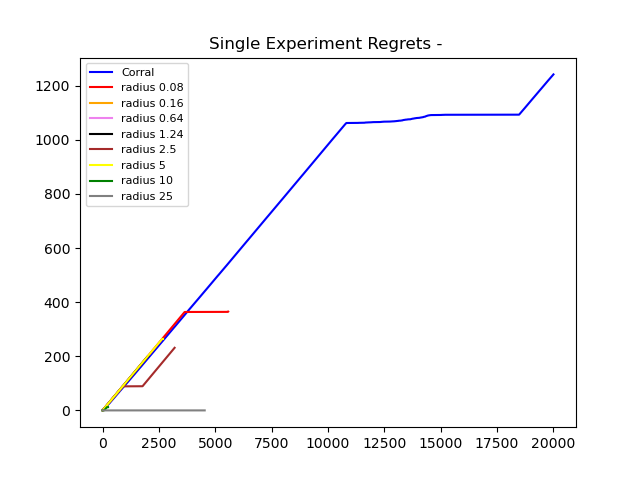 Single Experiment Regrets -
Corral
radius 0.08
radius 0.16
radius 0.64
radius 1.24
radius 2.5
radius 5
radius 10
radius 25
1200
1000
800
600
400
200
0
0 2500 5000 7500 10000 12500 15000 17500 20000